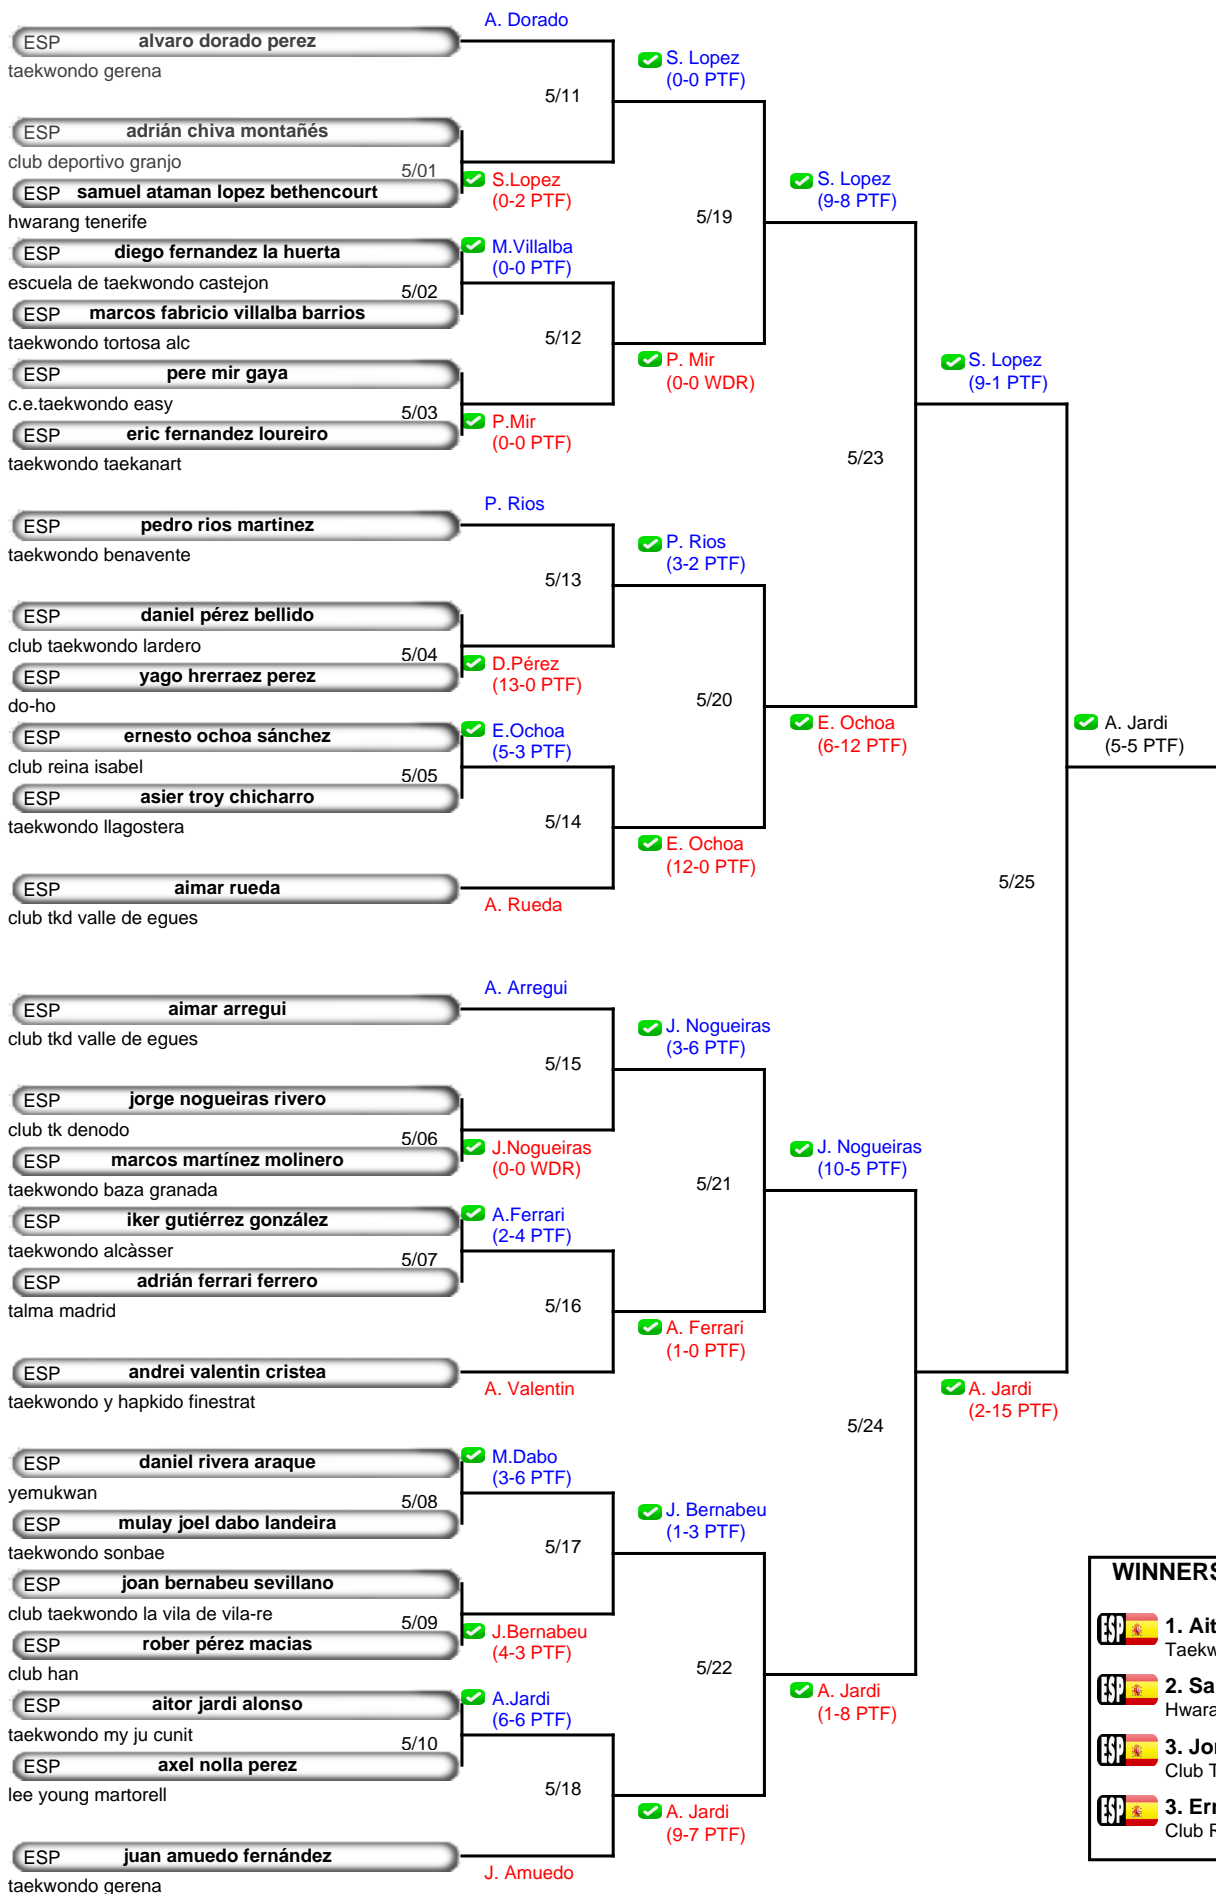 A. Dorado
ESP alvaro dorado perez
taekwondo gerena
S. Lopez
(0-0 PTF)
5/11
ESP adrián chiva montañés
club deportivo granjo
5/01
ESP samuel ataman lopez bethencourt
hwarang tenerife
S.Lopez
(0-2 PTF)
S. Lopez
(9-8 PTF)
5/19
ESP diego fernandez la huerta
escuela de taekwondo castejon
M.Villalba
(0-0 PTF)
5/02
ESP marcos fabricio villalba barrios
taekwondo tortosa alc
5/12
P. Mir
(0-0 WDR)
S. Lopez
(9-1 PTF)
ESP pere mir gaya
c.e.taekwondo easy
5/03
ESP eric fernandez loureiro
taekwondo taekanart
P.Mir
(0-0 PTF)
5/23
P. Rios
ESP pedro rios martinez
taekwondo benavente
P. Rios
(3-2 PTF)
5/13
ESP daniel pérez bellido
club taekwondo lardero
5/04
ESP yago hrerraez perez
do-ho
D.Pérez
(13-0 PTF)
5/20
E. Ochoa
(6-12 PTF)
A. Jardi
(5-5 PTF)
ESP ernesto ochoa sánchez
club reina isabel
E.Ochoa
(5-3 PTF)
5/05
ESP asier troy chicharro
taekwondo llagostera
5/14
E. Ochoa
(12-0 PTF)
ESP aimar rueda
club tkd valle de egues
A. Rueda
5/25
A. Arregui
ESP aimar arregui
club tkd valle de egues
J. Nogueiras
(3-6 PTF)
5/15
ESP jorge nogueiras rivero
club tk denodo
5/06
ESP marcos martínez molinero
taekwondo baza granada
J.Nogueiras
(0-0 WDR)
J. Nogueiras
(10-5 PTF)
5/21
ESP iker gutiérrez gonzález
taekwondo alcàsser
A.Ferrari
(2-4 PTF)
5/07
ESP adrián ferrari ferrero
talma madrid
5/16
A. Ferrari
(1-0 PTF)
ESP andrei valentin cristea
taekwondo y hapkido finestrat
A. Valentin
A. Jardi
(2-15 PTF)
5/24
ESP daniel rivera araque
yemukwan
M.Dabo
(3-6 PTF)
5/08
ESP mulay joel dabo landeira
taekwondo sonbae
5/17
J. Bernabeu
(1-3 PTF)
ESP joan bernabeu sevillano
club taekwondo la vila de vila-re
5/09
ESP rober pérez macias
club han
J.Bernabeu
(4-3 PTF)
5/22
A. Jardi
(1-8 PTF)
ESP aitor jardi alonso
taekwondo my ju cunit
A.Jardi
(6-6 PTF)
5/10
ESP axel nolla perez
lee young martorell
5/18
A. Jardi
(9-7 PTF)
ESP juan amuedo fernández
taekwondo gerena
J. Amuedo
WINNERS
ESP 1. Ait
Taekw
ESP 2. Sa
Hwara
ESP 3. Jor
Club T
ESP 3. Err
Club R